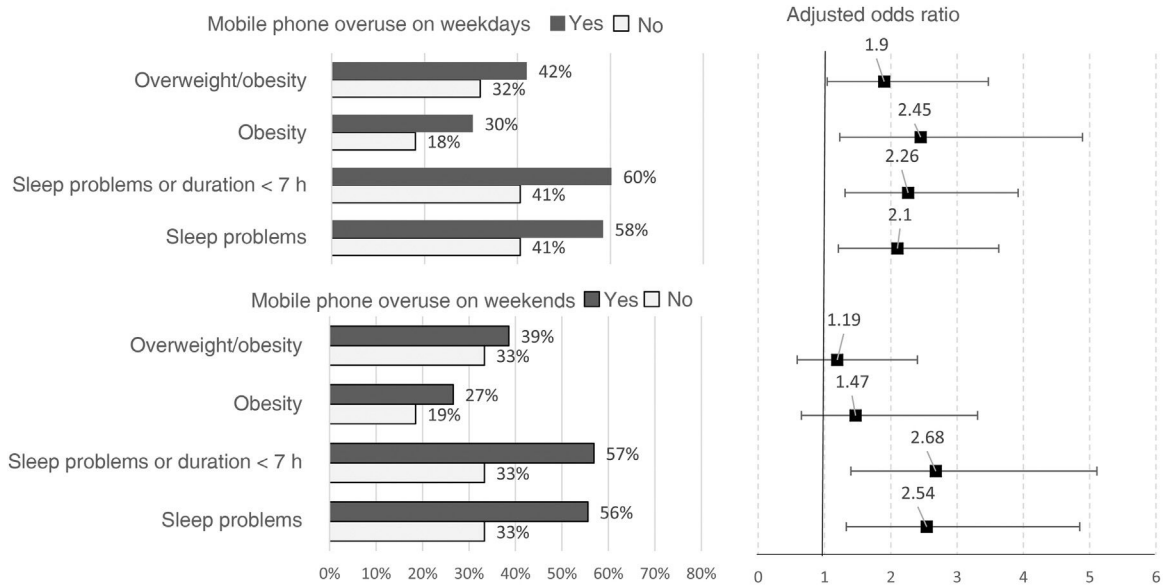 Mobile phone overuse on weekdays Yes No
Overweight/obesity 42% 32%
Obesity 30% 18%
Sleep problems or duration < 7 h 60% 41%
Sleep problems 58% 41%
Mobile phone overuse on weekends Yes No
Overweight/obesity 39% 33%
Obesity 27% 19%
Sleep problems or duration < 7 h 57% 33%
Sleep problems 56% 33%
0% 10% 20% 30% 40% 50% 60% 70% 80%
Adjusted odds ratio
1.9
2.45
2.26
2.1
1.19
1.47
2.68
2.54
0 1 2 3 4 5 6